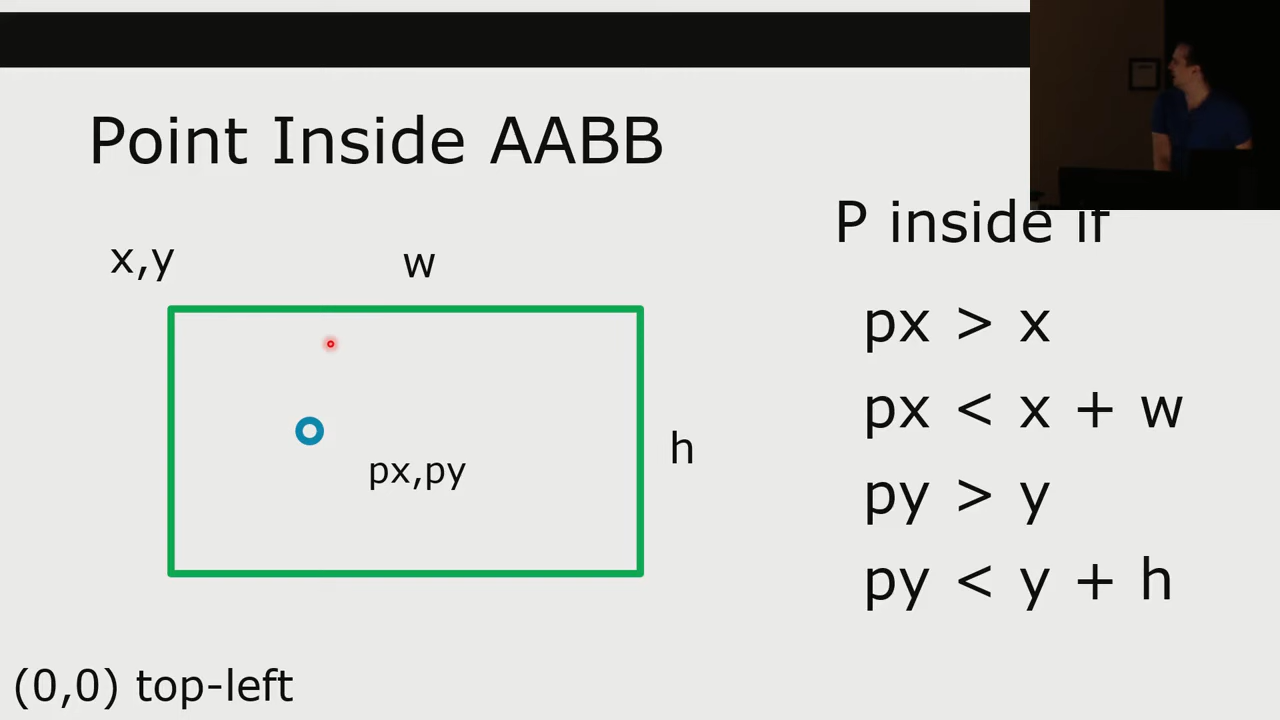 Point Inside AABB
P inside if
x,y
w
px > x
px < x + w
h
px,py
py > y
py < y + h
(0,0) top-left